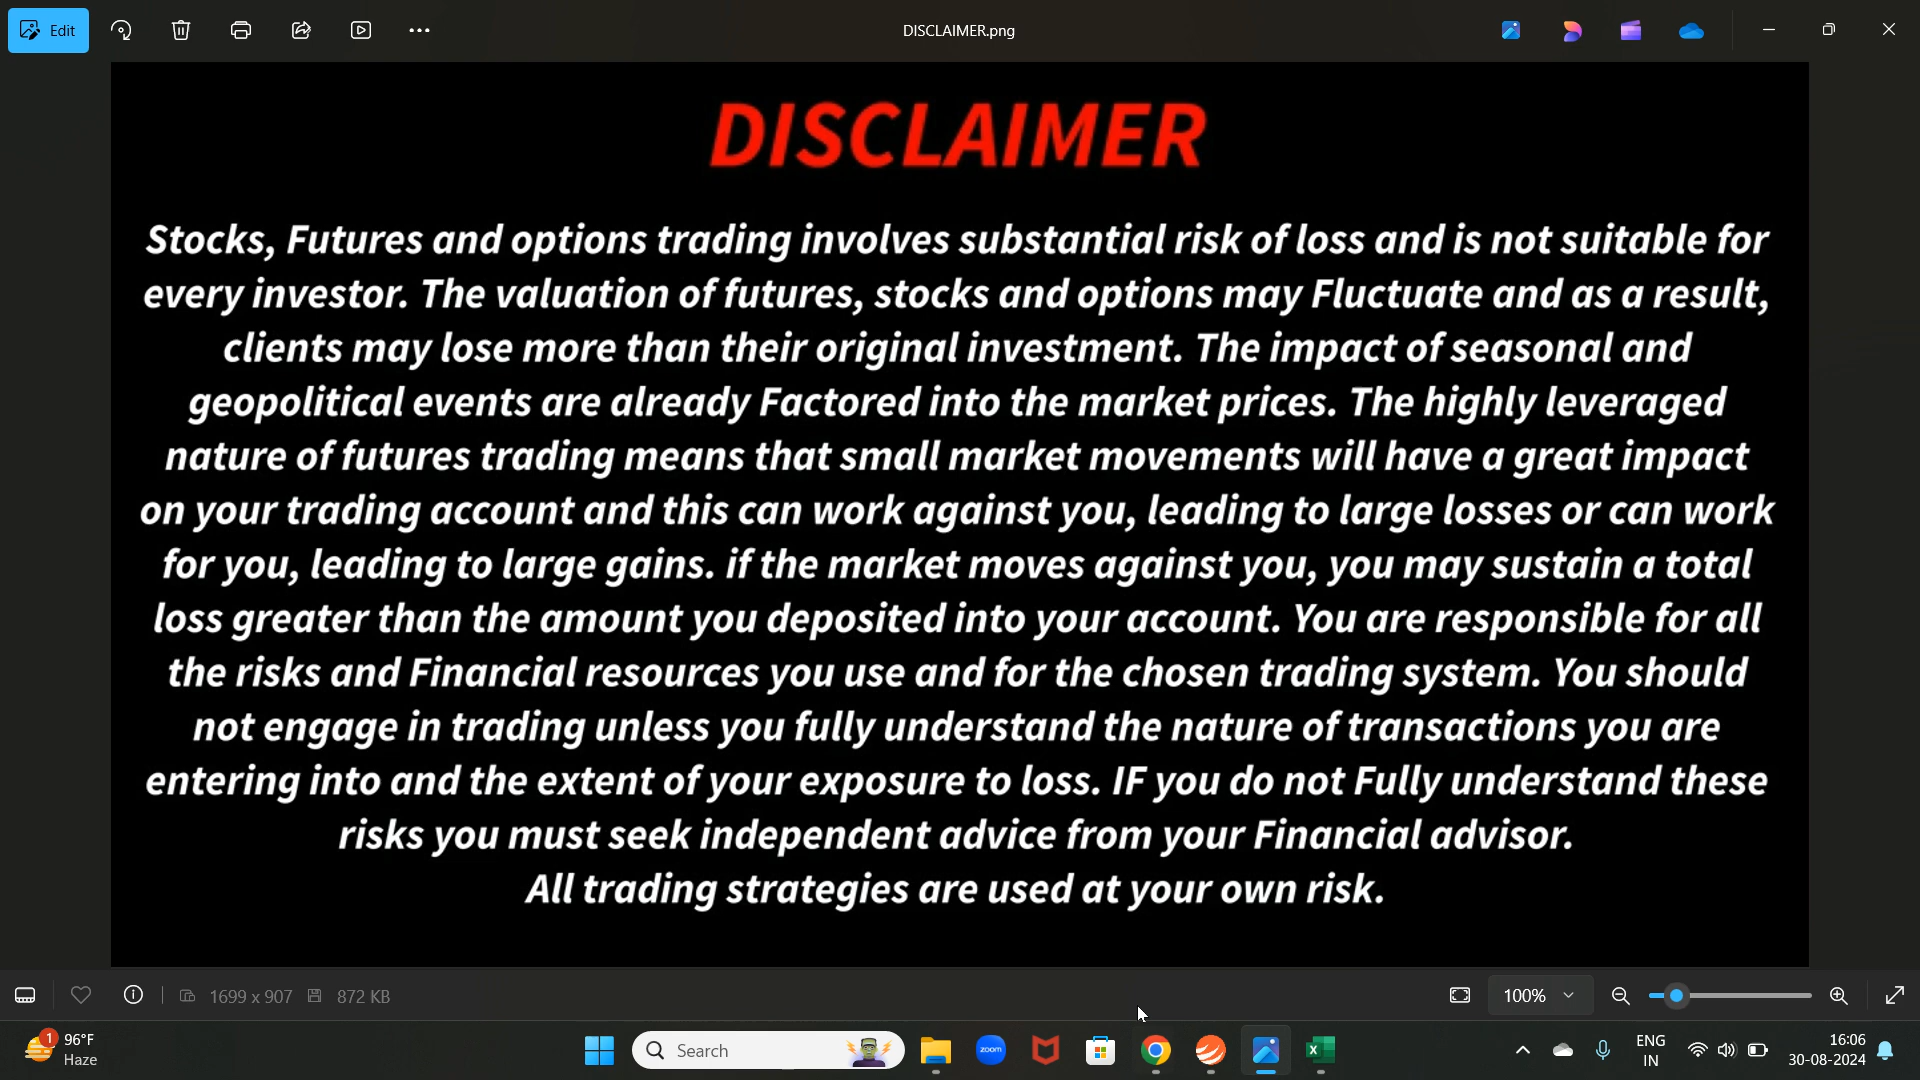 Edit
DISCLAIMER.png
DISCLAIMER
Stocks, Futures and options trading involves substantial risk of loss and is not suitable for
every investor. The valuation of futures, stocks and options may Fluctuate and as a result,
clients may lose more than their original investment. The impact of seasonal and
geopolitical events are already Factored into the market prices. The highly leveraged
nature of futures trading means that small market movements will have a great impact
on your trading account and this can work against you, leading to large losses or can work
for you, leading to large gains. if the market moves against you, you may sustain a total
loss greater than the amount you deposited into your account. You are responsible for all
the risks and Financial resources you use and for the chosen trading system. You should
not engage in trading unless you fully understand the nature of transactions you are
entering into and the extent of your exposure to loss. IF you do not Fully understand these
risks you must seek independent advice from your Financial advisor.
All trading strategies are used at your own risk.
1699 x 907 872 KB
100%
1
96°F
Haze
Search
zoom
ENG
IN
16:06
30-08-2024